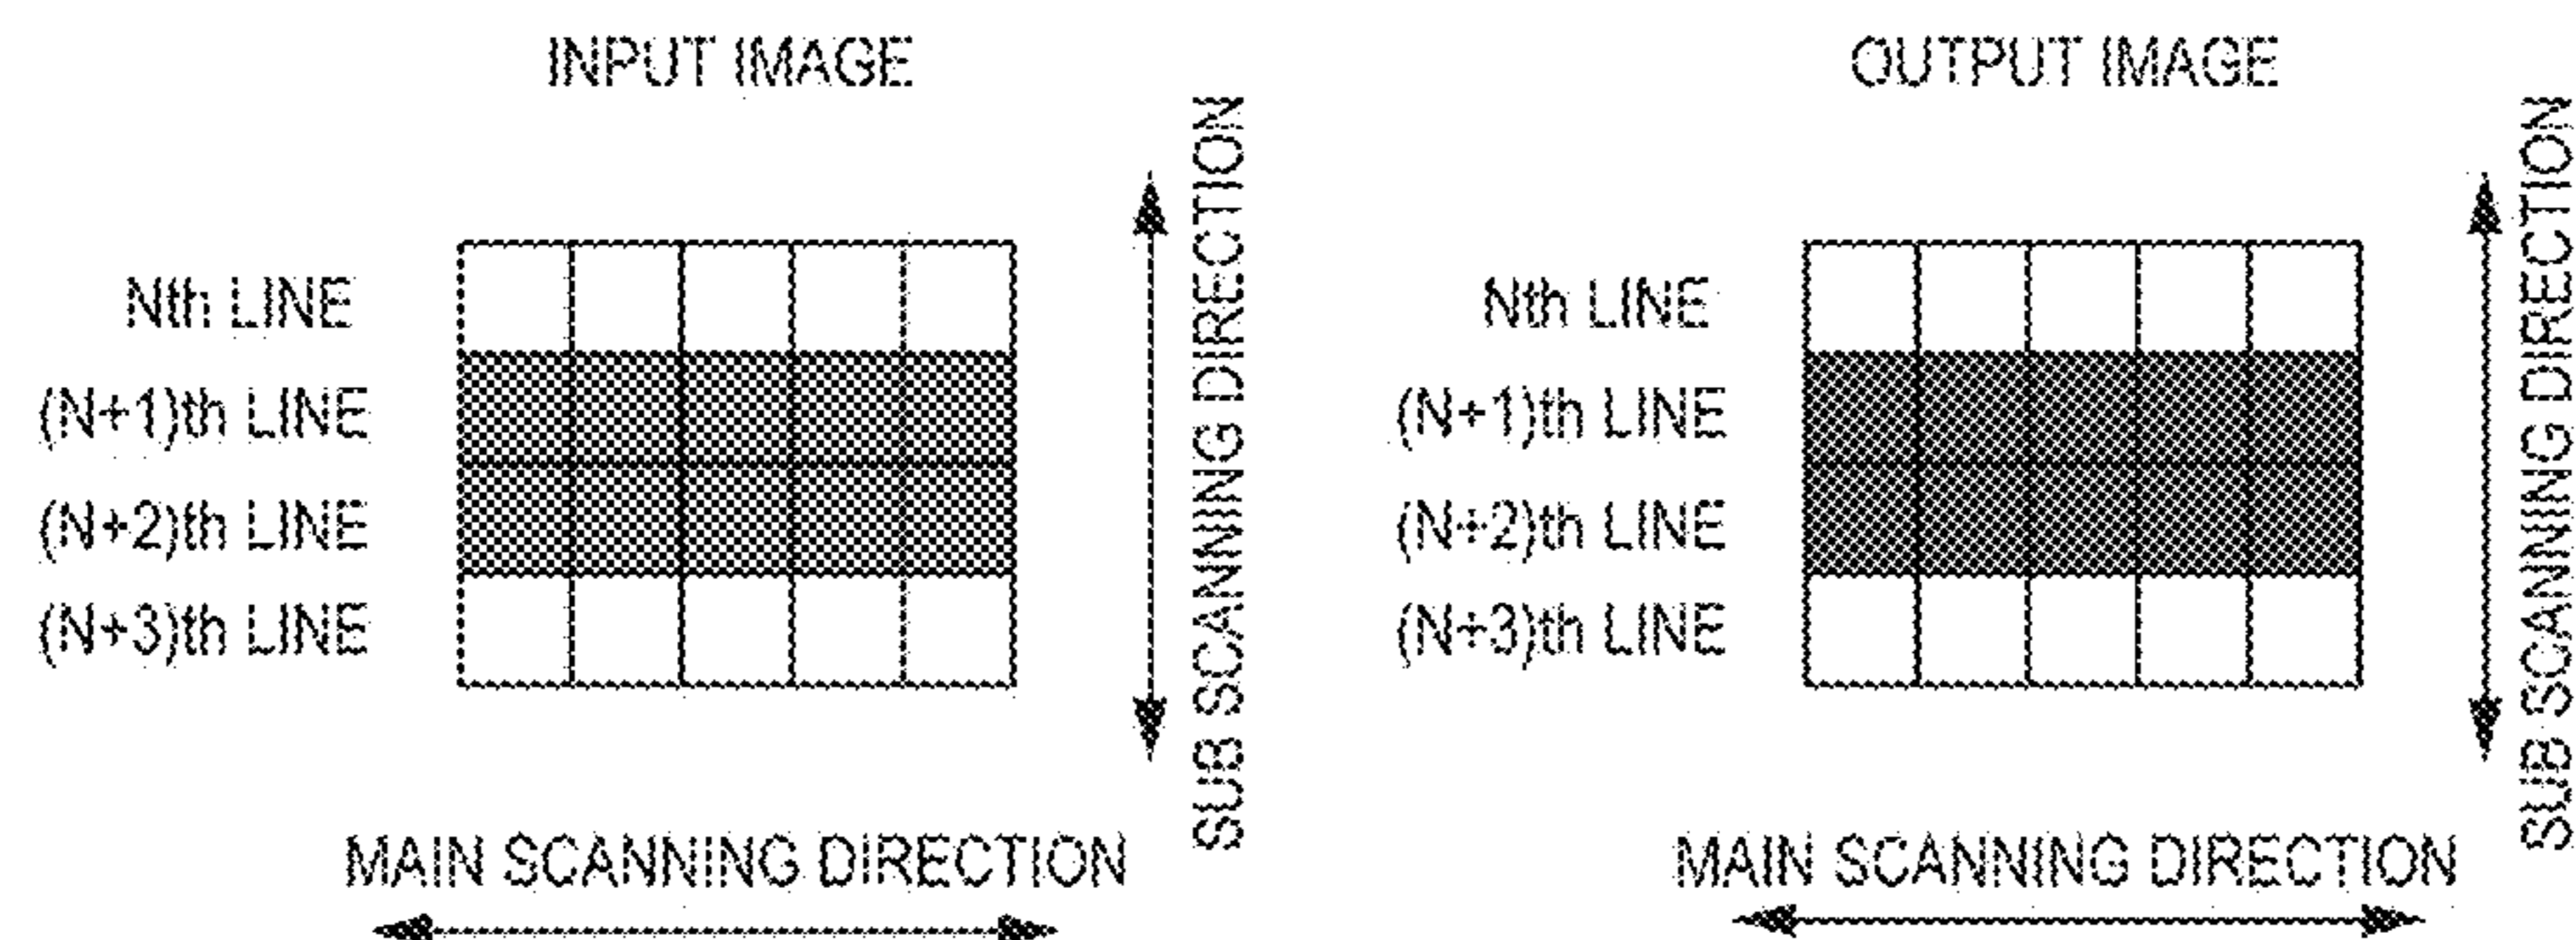 INPUT IMAGE
Nth LINE
(N+1)th LINE
(N+2)th LINE
(N+3)th LINE
SUB SCANNING DIRECTION
MAIN SCANNING DIRECTION
OUTPUT IMAGE
Nth LINE
(N+1)th LINE
(N+2)th LINE
(N+3)th LINE
SUB SCANNING DIRECTION
MAIN SCANNING DIRECTION